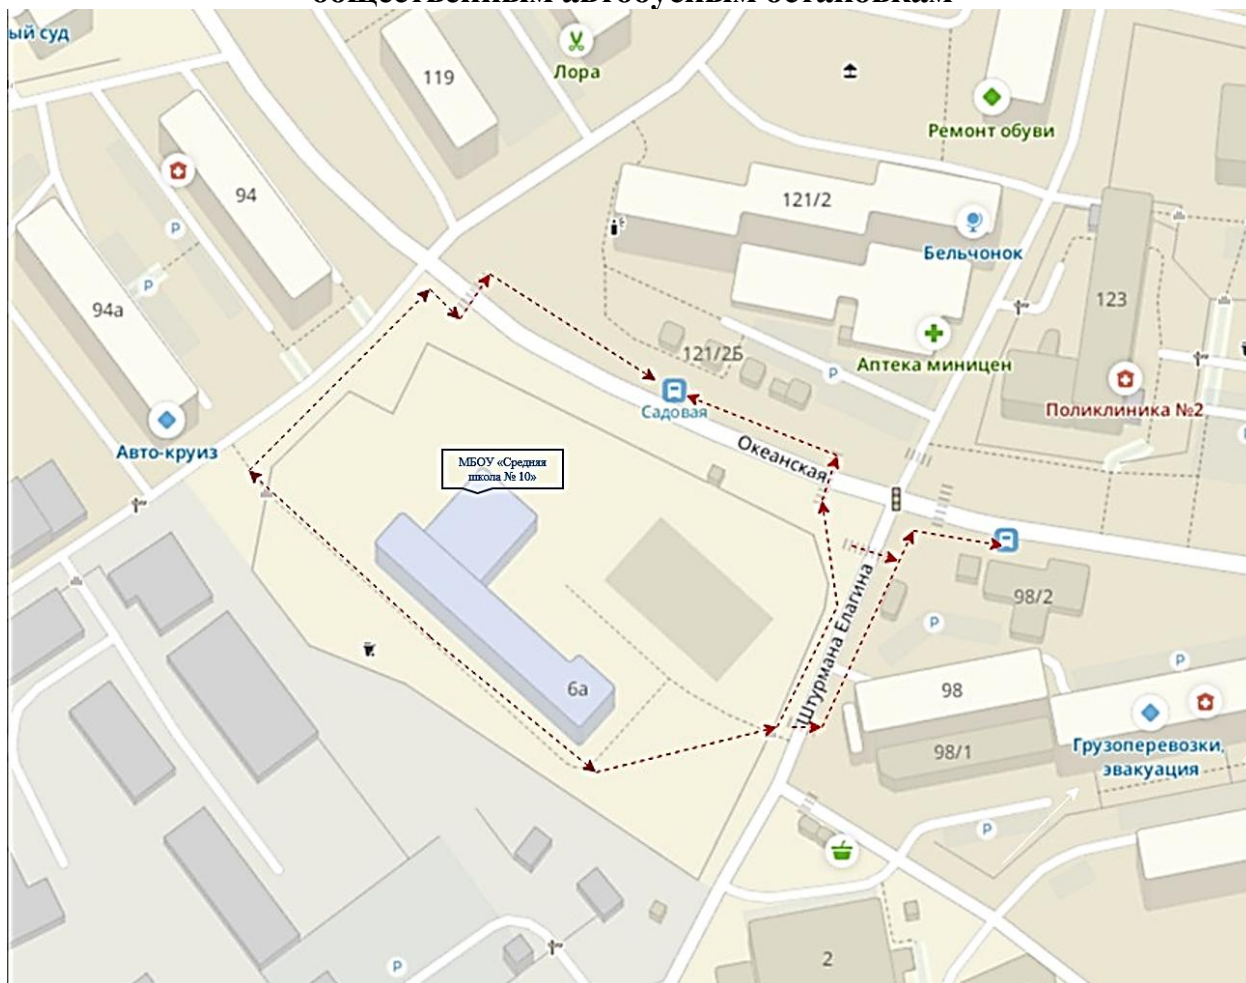 общественным автобусным остановкам
ый суд
Лора
119
Ремонт обуви
94
P
121/2
Бельчонок
P
94а
123
121/2Б
P
Аптека миницен
Садовая
Поликлиника №2
Авто-круиз
Океанская
МБОУ «Средняя
школа № 10»
Штурмана Елагина
98/2
P
P
6а
98
98/1
Грузоперевозки,
эвакуация
P
2
P